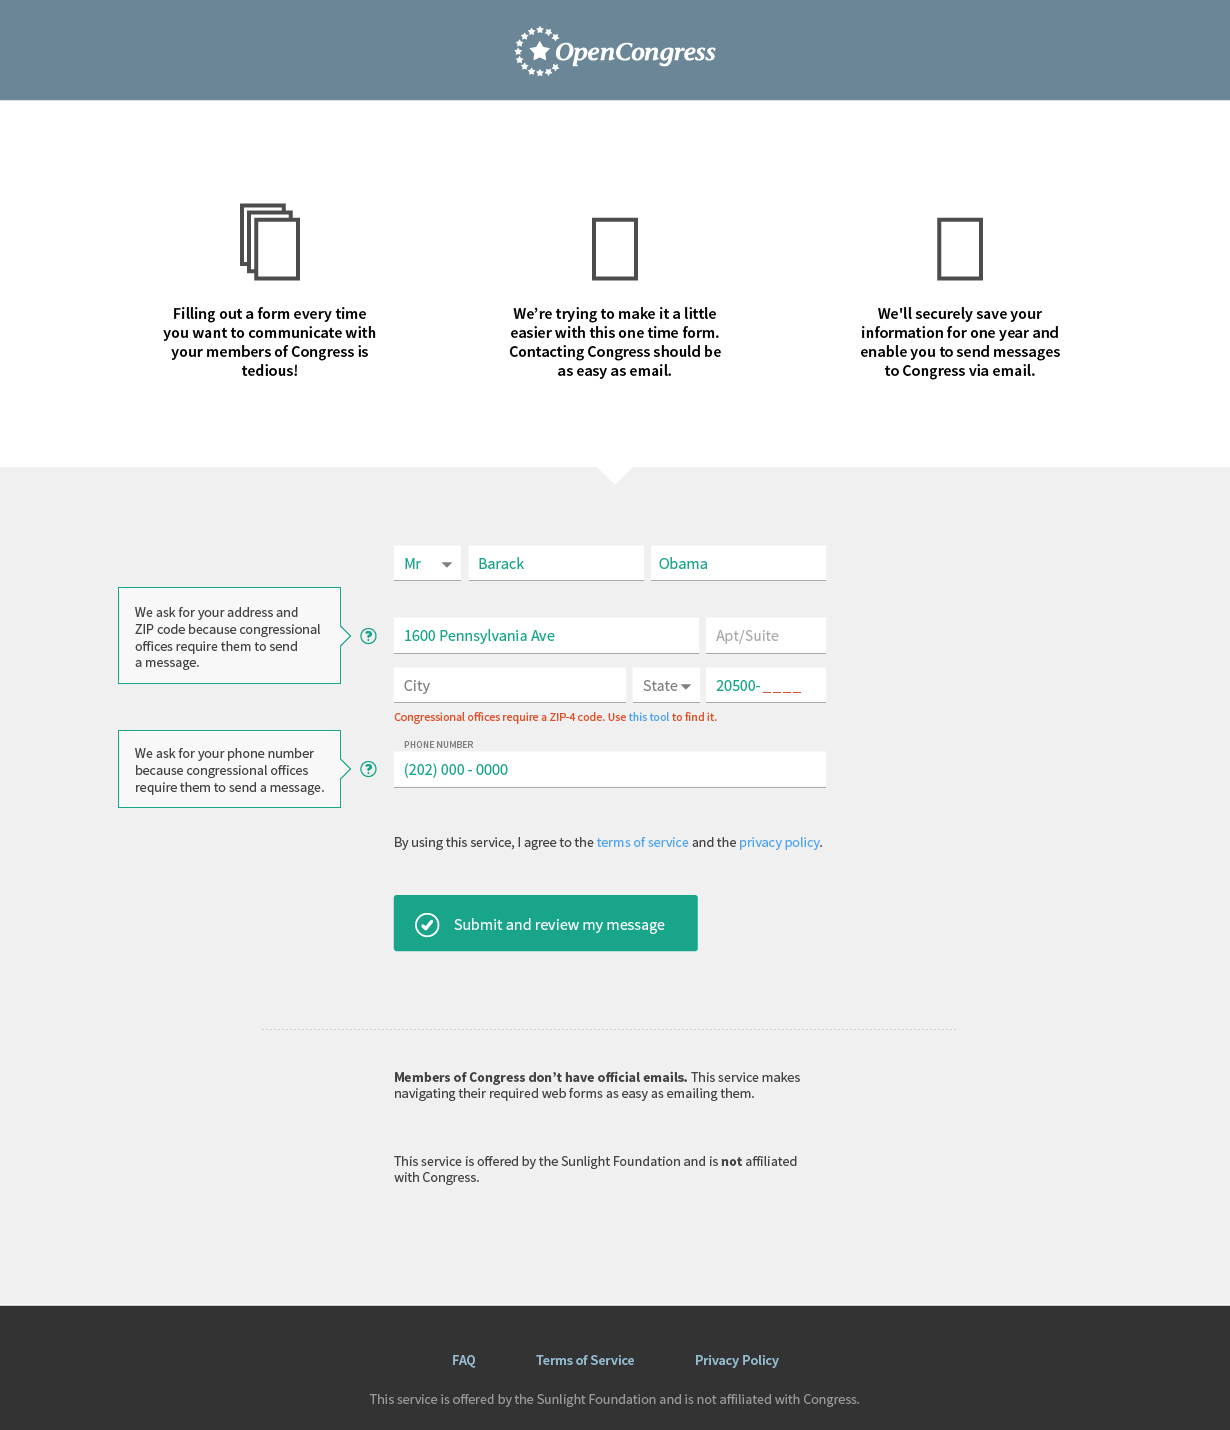 OpenCongress
Filling out a form every time
you want to communicate with
your members of Congress is
tedious!
We’re trying to make it a little
easier with this one time form.
Contacting Congress should be
as easy as email.
We'll securely save your
information for one year and
enable you to send messages
to Congress via email.
Mr Barack Obama
We ask for your address and
ZIP code because congressional
offices require them to send
a message.
?
1600 Pennsylvania Ave Apt/Suite
City State 20500-_ _ _ _
Congressional offices require a ZIP-4 code. Use this tool to find it.
We ask for your phone number
because congressional offices
require them to send a message.
?
PHONE NUMBER
(202) 000 - 0000
By using this service, I agree to the terms of service and the privacy policy.
Submit and review my message
Members of Congress don’t have official emails. This service makes
navigating their required web forms as easy as emailing them.
This service is offered by the Sunlight Foundation and is not affiliated
with Congress.
FAQ Terms of Service Privacy Policy
This service is offered by the Sunlight Foundation and is not affiliated with Congress.